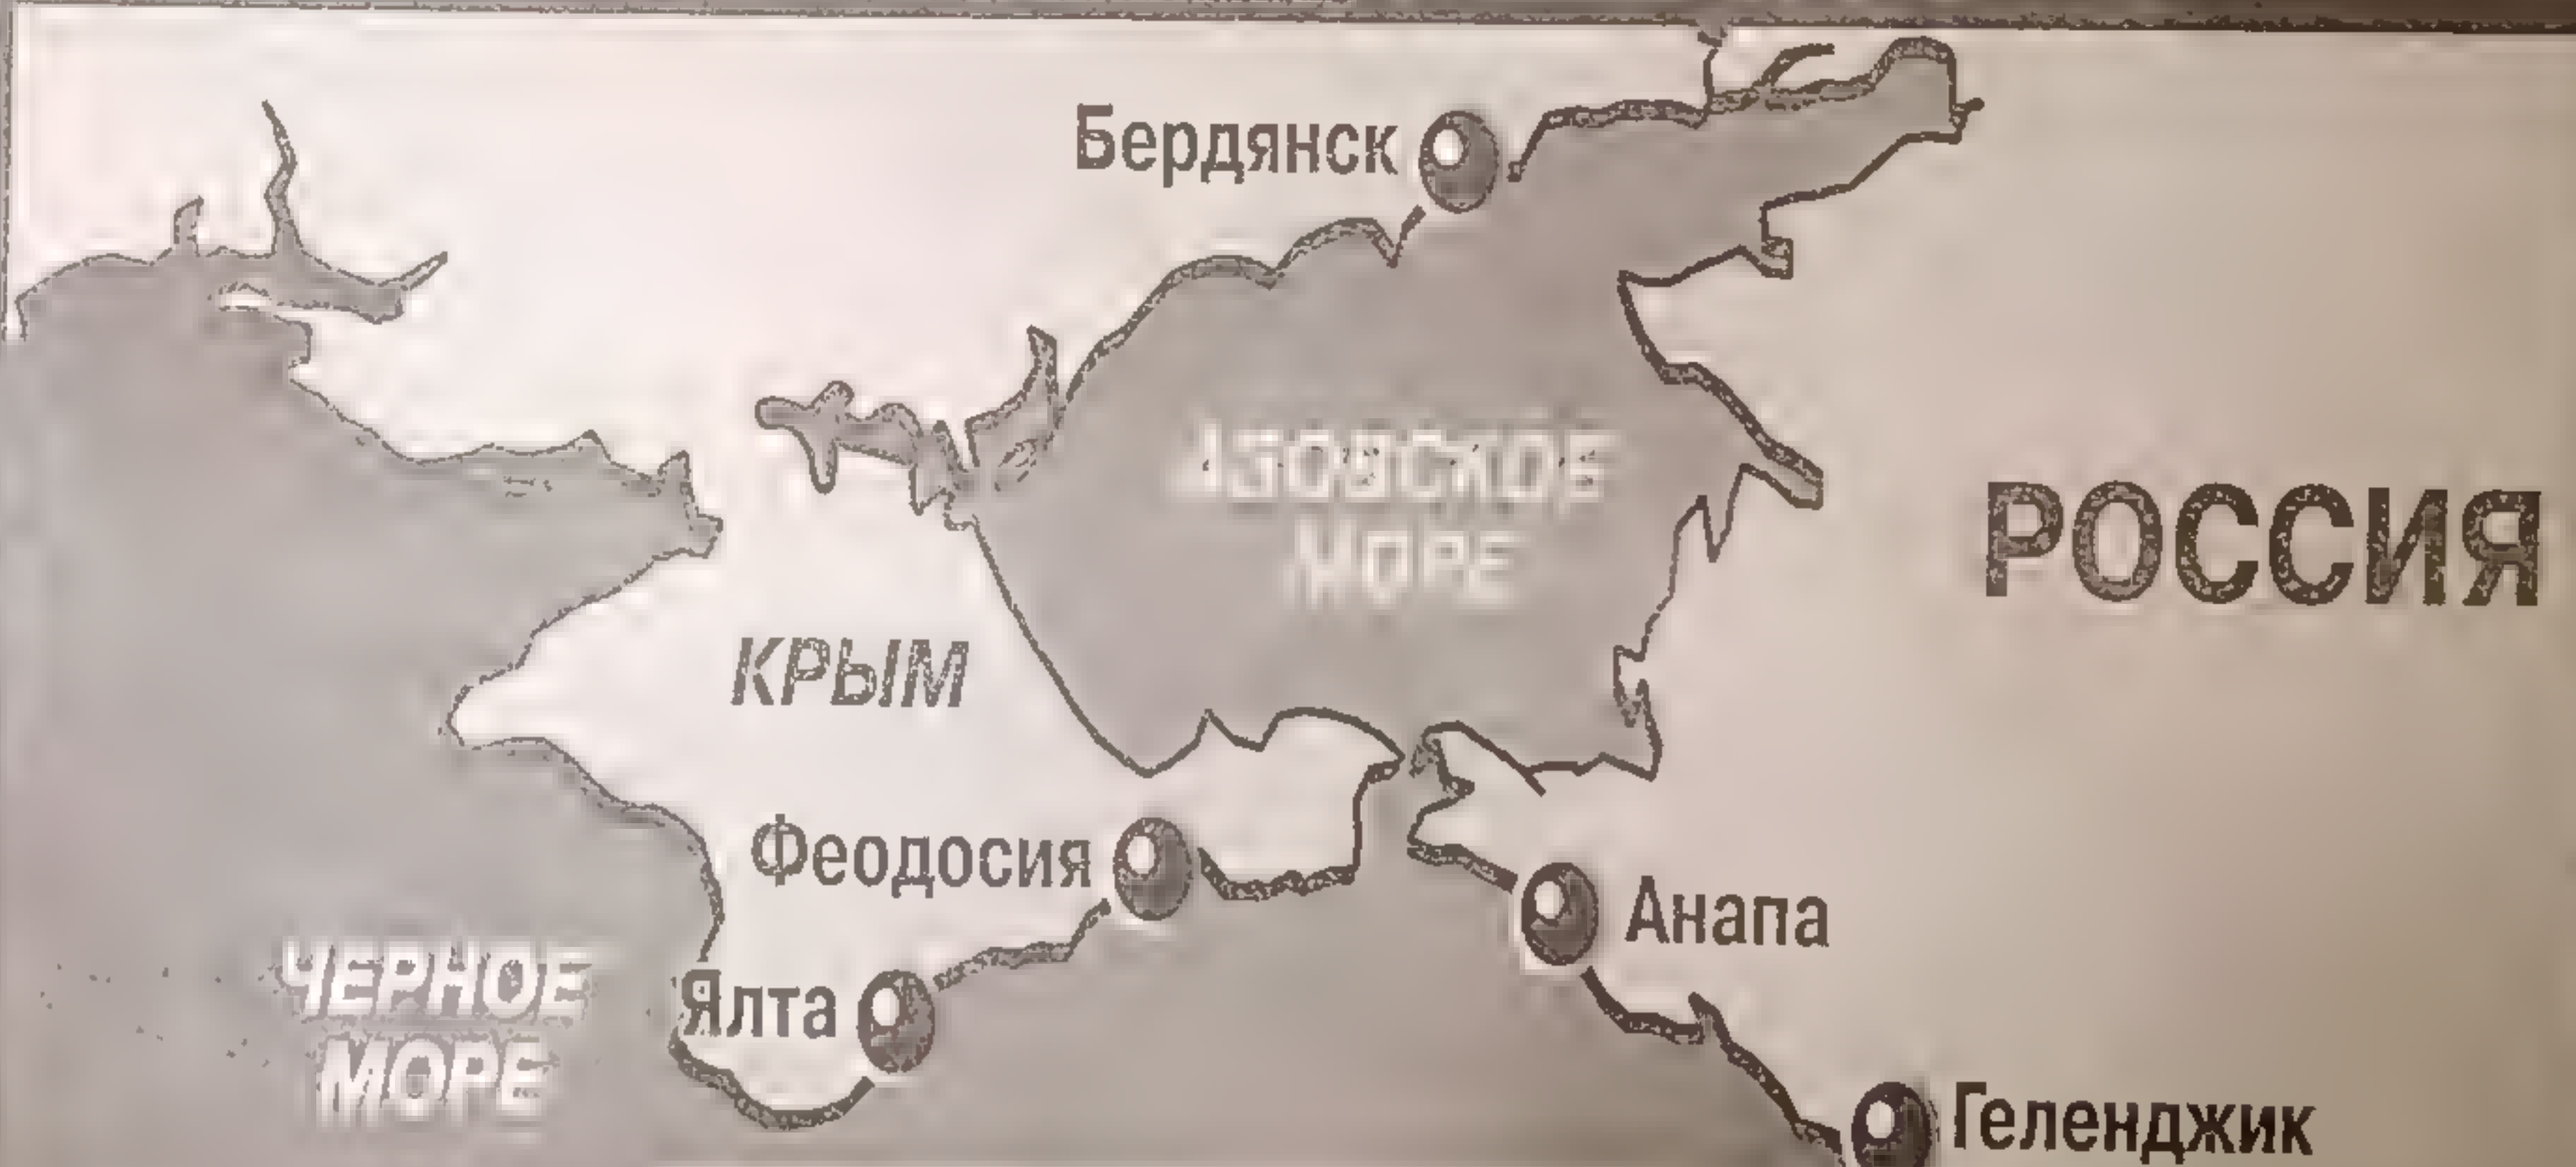 Бердянск
АЗОВСКОЕ
МОРЕ
РОССИЯ
КРЫМ
Феодосия
Анапа
ЧЕРНОЕ
МОРЕ
Ялта
Геленджик